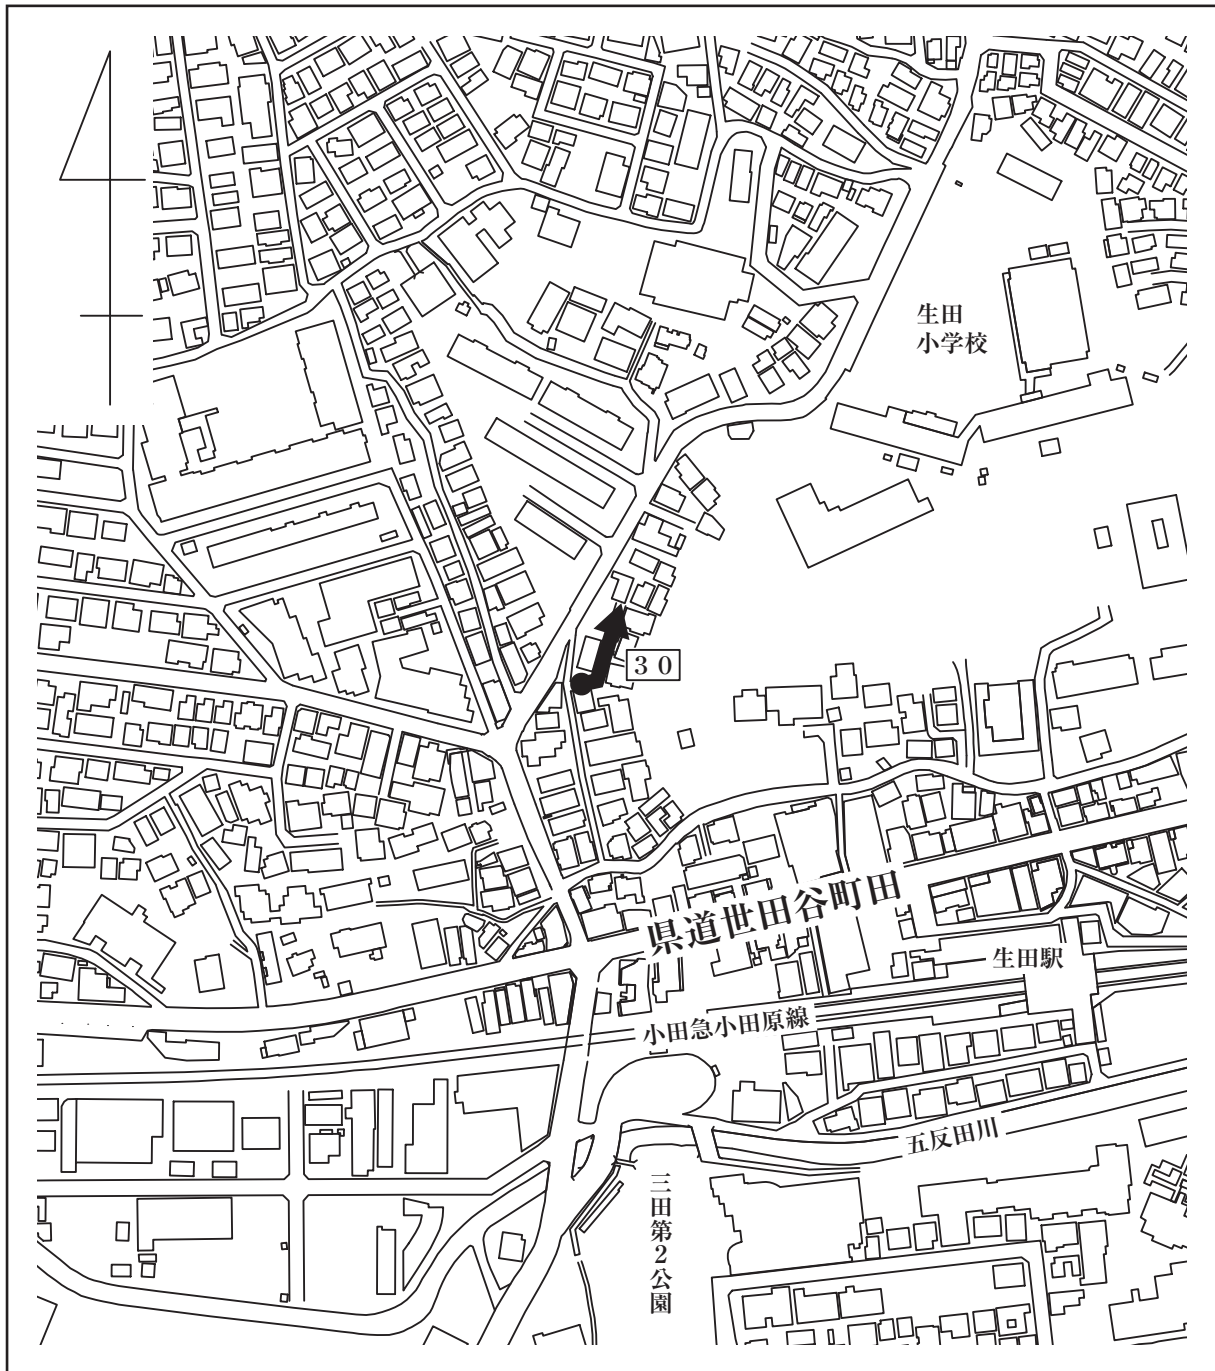 生田
小学校
３０
県道世田谷町田
生田駅
小田急小田原線
五反田川
三田第２公園